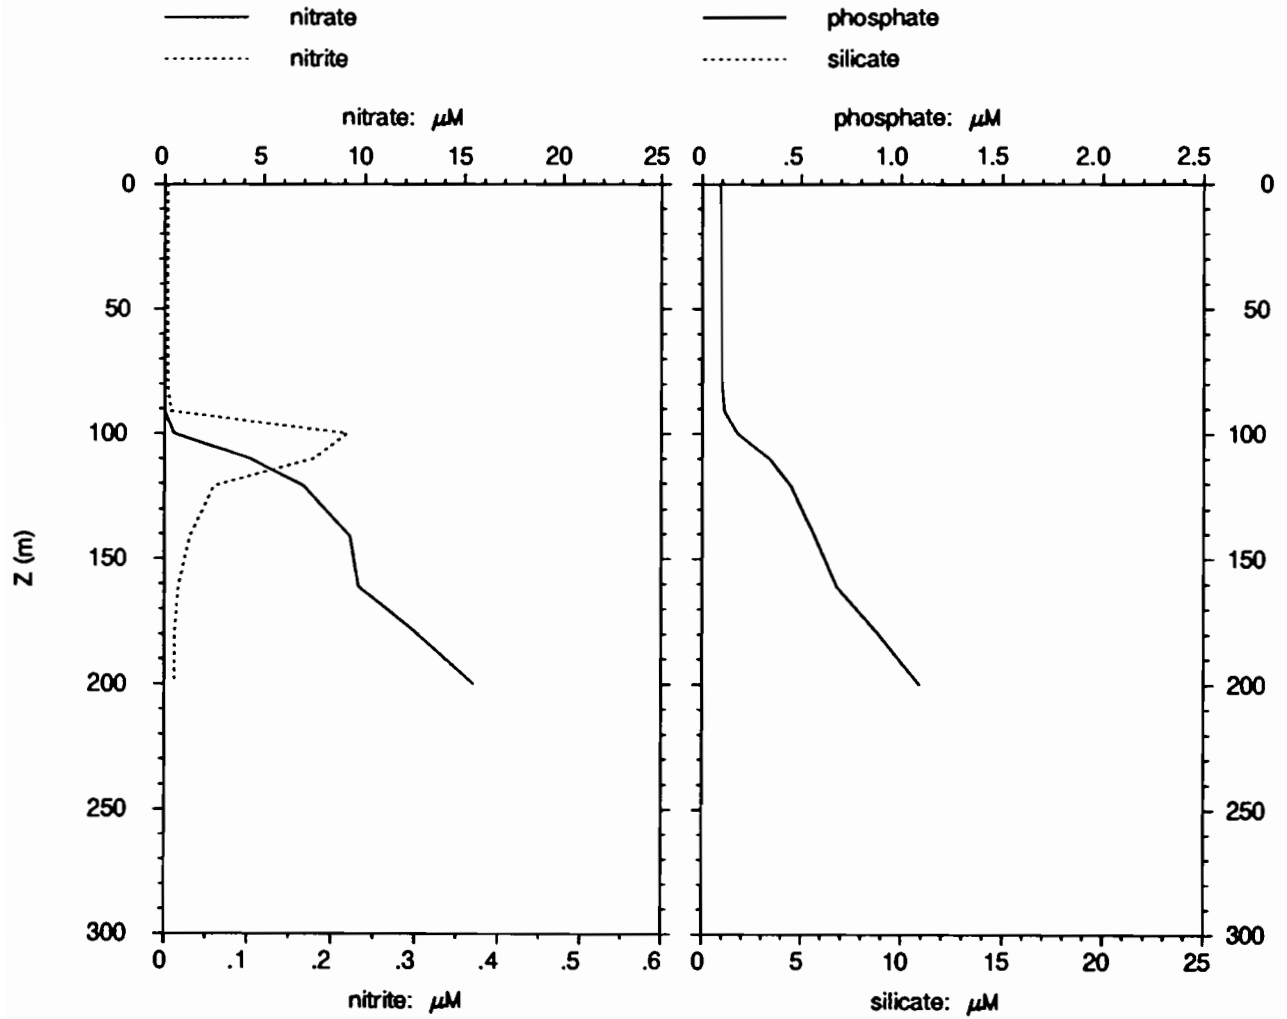 nitrate phosphate
nitrite silicate
nitrate: μM phosphate: μM
0 5 10 15 20 25 0 .5 1.0 1.5 2.0 2.5
0 0
50 50
100 100
150 150
Z (m)
200 200
250 250
300 300
0 .1 .2 .3 .4 .5 .6 0 5 10 15 20 25
nitrite: μM silicate: μM